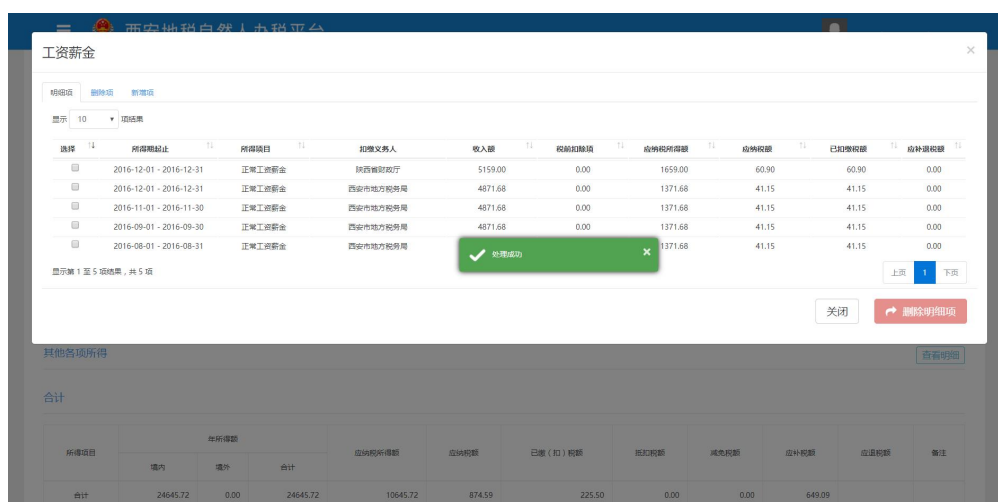 西安地税自然人办税平台
工资薪金 ×
明细项 删除项 新增项
显示 10 项结果
选择 所得期起止 所得项目 扣缴义务人 收入额 税前扣除项 应纳税所得额 应纳税额 已扣缴税额 应补退税额
2016-12-01 - 2016-12-31 正常工资薪金 陕西省财政厅 5159.00 0.00 1659.00 60.90 60.90 0.00
2016-12-01 - 2016-12-31 正常工资薪金 西安市地方税务局 4871.68 0.00 1371.68 41.15 41.15 0.00
2016-11-01 - 2016-11-30 正常工资薪金 西安市地方税务局 4871.68 0.00 1371.68 41.15 41.15 0.00
2016-09-01 - 2016-09-30 正常工资薪金 西安市地方税务局 4871.68 0.00 1371.68 41.15 41.15 0.00
2016-08-01 - 2016-08-31 正常工资薪金 西安市地方税务局 1371.68 41.15 41.15 0.00
处理成功 ×
显示第 1 至 5 项结果，共 5 项 上页 1 下页
关闭 删除明细项
其他各项所得 查看明细
合计
所得项目 年所得额 应纳税所得额 应纳税额 已缴（扣）税额 抵扣税额 减免税额 应补税额 应退税额 备注
境内 境外 合计
合计 24645.72 0.00 24645.72 10645.72 874.59 225.50 0.00 0.00 649.09